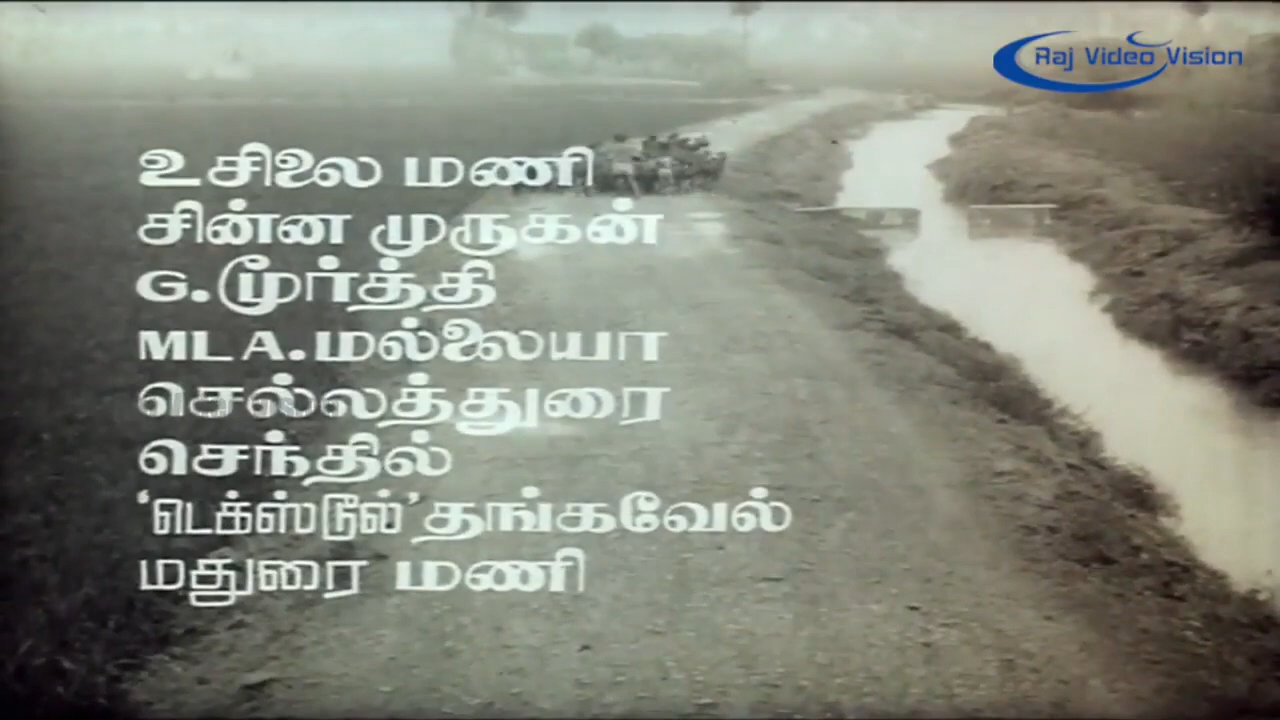 Raj Video Vision
உசிலை மணி
சின்ன முருகன்
G.மூர்த்தி
MLA.மல்லையா
செல்லத்துரை
செந்தில்
'டெக்ஸ்டூல்' தங்கவேல்
மதுரை மணி